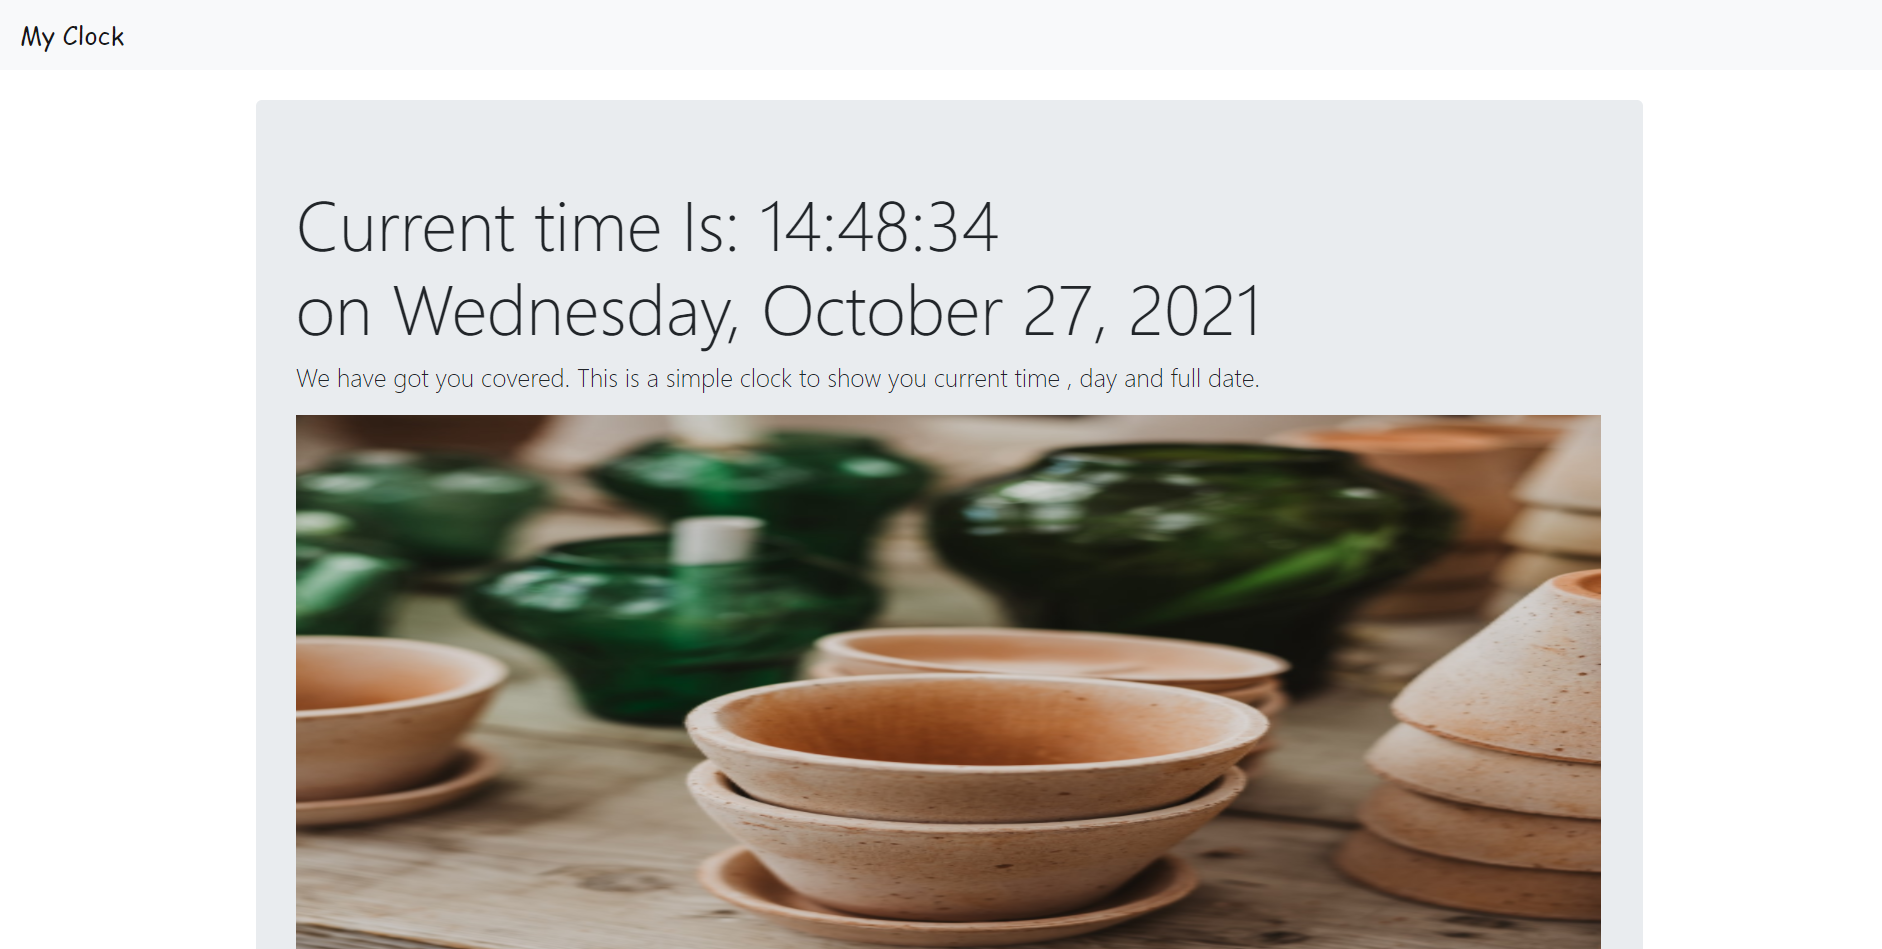 My Clock
Current time Is: 14:48:34
on Wednesday, October 27, 2021
We have got you covered. This is a simple clock to show you current time , day and full date.